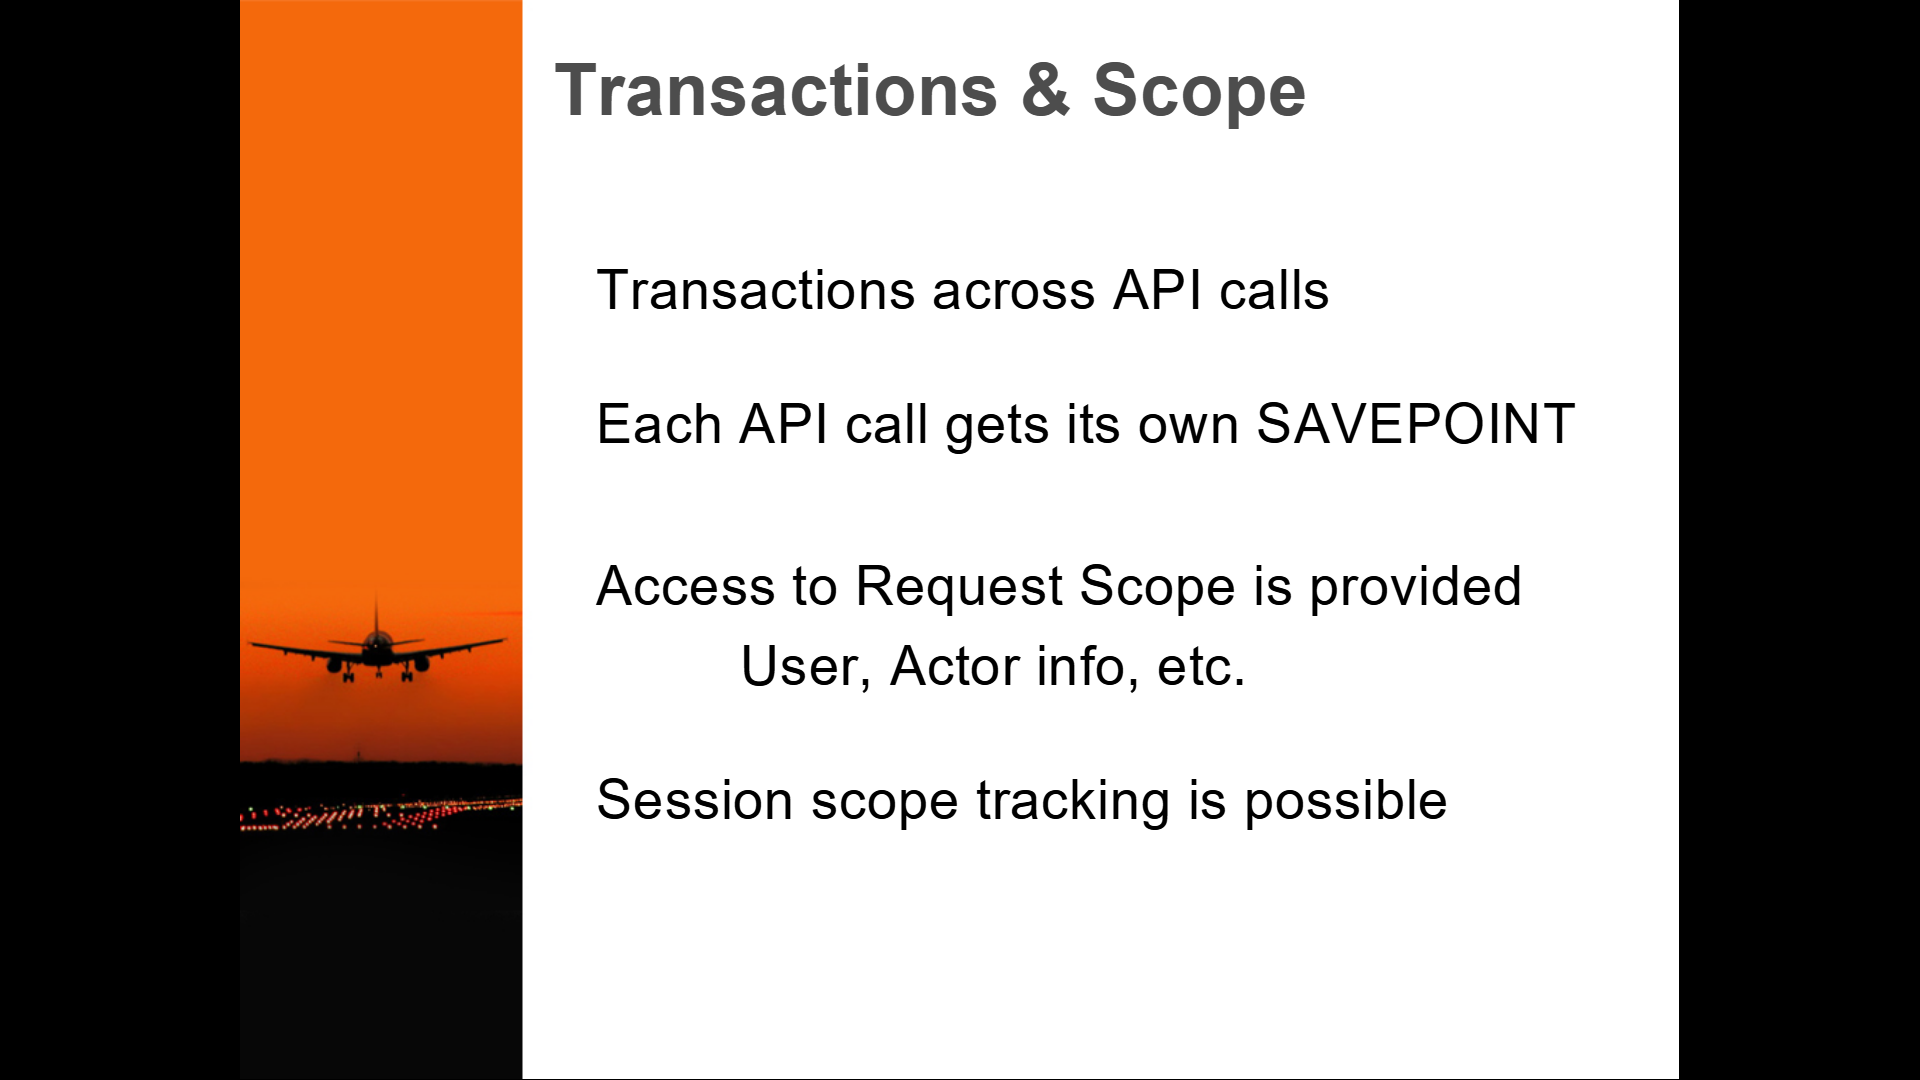 Transactions & Scope
Transactions across API calls
Each API call gets its own SAVEPOINT
Access to Request Scope is provided
User, Actor info, etc.
Session scope tracking is possible